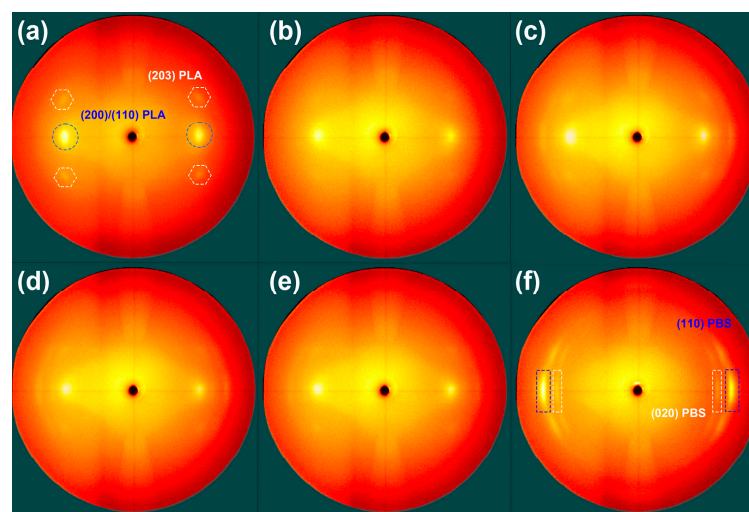 (a)
(203) PLA
(200)/(110) PLA
(b)
(c)
(d)
(e)
(f)
(110) PBS
(020) PBS